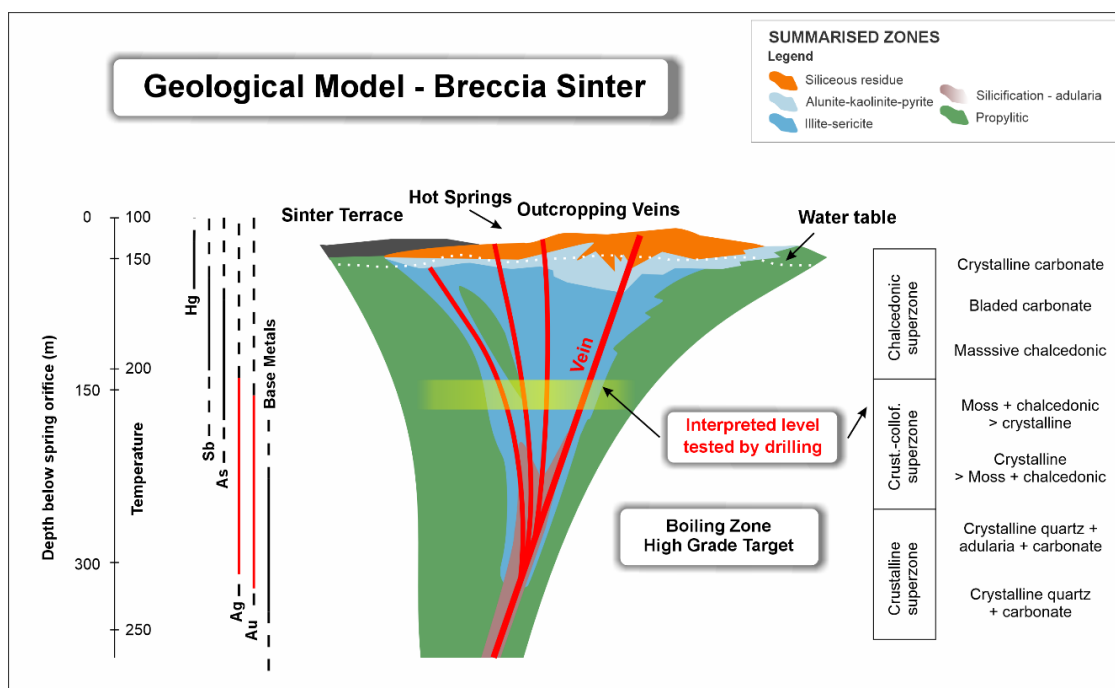 Geological Model - Breccia Sinter
SUMMARISED ZONES
Legend
Siliceous residue
Alunite-kaolinite-pyrite
Illite-sericite
Silicification - adularia
Propylitic
Depth below spring orifice (m)
0
150
300
Temperature
100
150
200
250
Hg
Sb
As
Ag
Au
Base Metals
Sinter Terrace
Hot Springs
Outcropping Veins
Water table
Vein
Interpreted level
tested by drilling
Boiling Zone
High Grade Target
Chalcedonic
superzone
Crystalline carbonate
Bladed carbonate
Masssive chalcedonic
Crust.-collof.
superzone
Moss + chalcedonic
> crystalline
Crystalline
> Moss + chalcedonic
Crustalline
superzone
Crystalline quartz +
adularia + carbonate
Crystalline quartz
+ carbonate